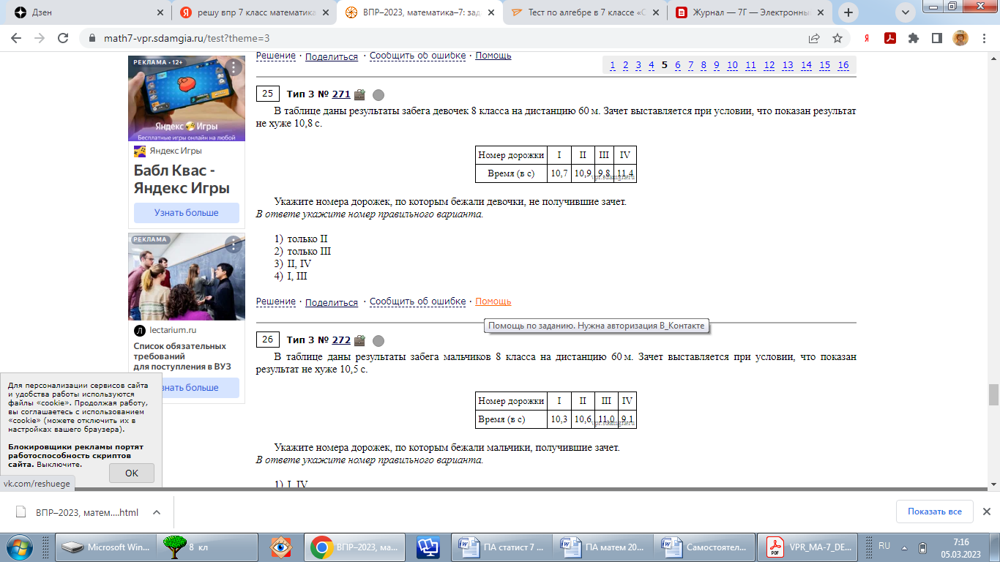 Дзен
решу впр 7 класс математика
ВПР–2023, математика–7: зад
Тест по алгебре в 7 классе «С
Журнал — 7Г — Электронны
math7-vpr.sdamgia.ru/test?theme=3
Решение · Поделиться · Сообщить об ошибке · Помощь
1 2 3 4 5 6 7 8 9 10 11 12 13 14 15 16
РЕКЛАМА • 12+
Яндекс Игры
Бесплатные игры онлайн на любой
Яндекс Игры
Бабл Квас -
Яндекс Игры
Узнать больше
РЕКЛАМА
lectarium.ru
Список обязательных
требований
для поступления в ВУЗ
знать больше
25 Тип 3 № 271
В таблице даны результаты забега девочек 8 класса на дистанцию 60 м. Зачет выставляется при условии, что показан результат
не хуже 10,8 с.
Номер дорожки I II III IV
Время (в с) 10,7 10,9 9,8 11,4
vpr.sdamgia.ru
Укажите номера дорожек, по которым бежали девочки, не получившие зачет.
В ответе укажите номер правильного варианта.
1) только II
2) только III
3) II, IV
4) I, III
Решение · Поделиться · Сообщить об ошибке · Помощь
Помощь по заданию. Нужна авторизация В_Контакте
26 Тип 3 № 272
В таблице даны результаты забега мальчиков 8 класса на дистанцию 60 м. Зачет выставляется при условии, что показан
результат не хуже 10,5 с.
Номер дорожки I II III IV
Время (в с) 10,3 10,6 11,0 9,1
vpr.sdamgia.ru
Укажите номера дорожек, по которым бежали мальчики, получившие зачет.
В ответе укажите номер правильного варианта.
1) I, IV
Для персонализации сервисов сайта
и удобства работы используются
файлы «cookie». Продолжая работу,
вы соглашаетесь с использованием
«cookie» (можете отключить их в
настройках вашего браузера).
Блокировщики рекламы портят
работоспособность скриптов
сайта. Выключите.
OK
vk.com/reshuege
ВПР–2023, матем....html
Показать все
Microsoft Win...
8 кл
ВПР–2023, ма...
ПА статист 7 ...
ПА матем 20...
Самостоятел...
VPR_MA-7_DE...
RU
7:16
05.03.2023